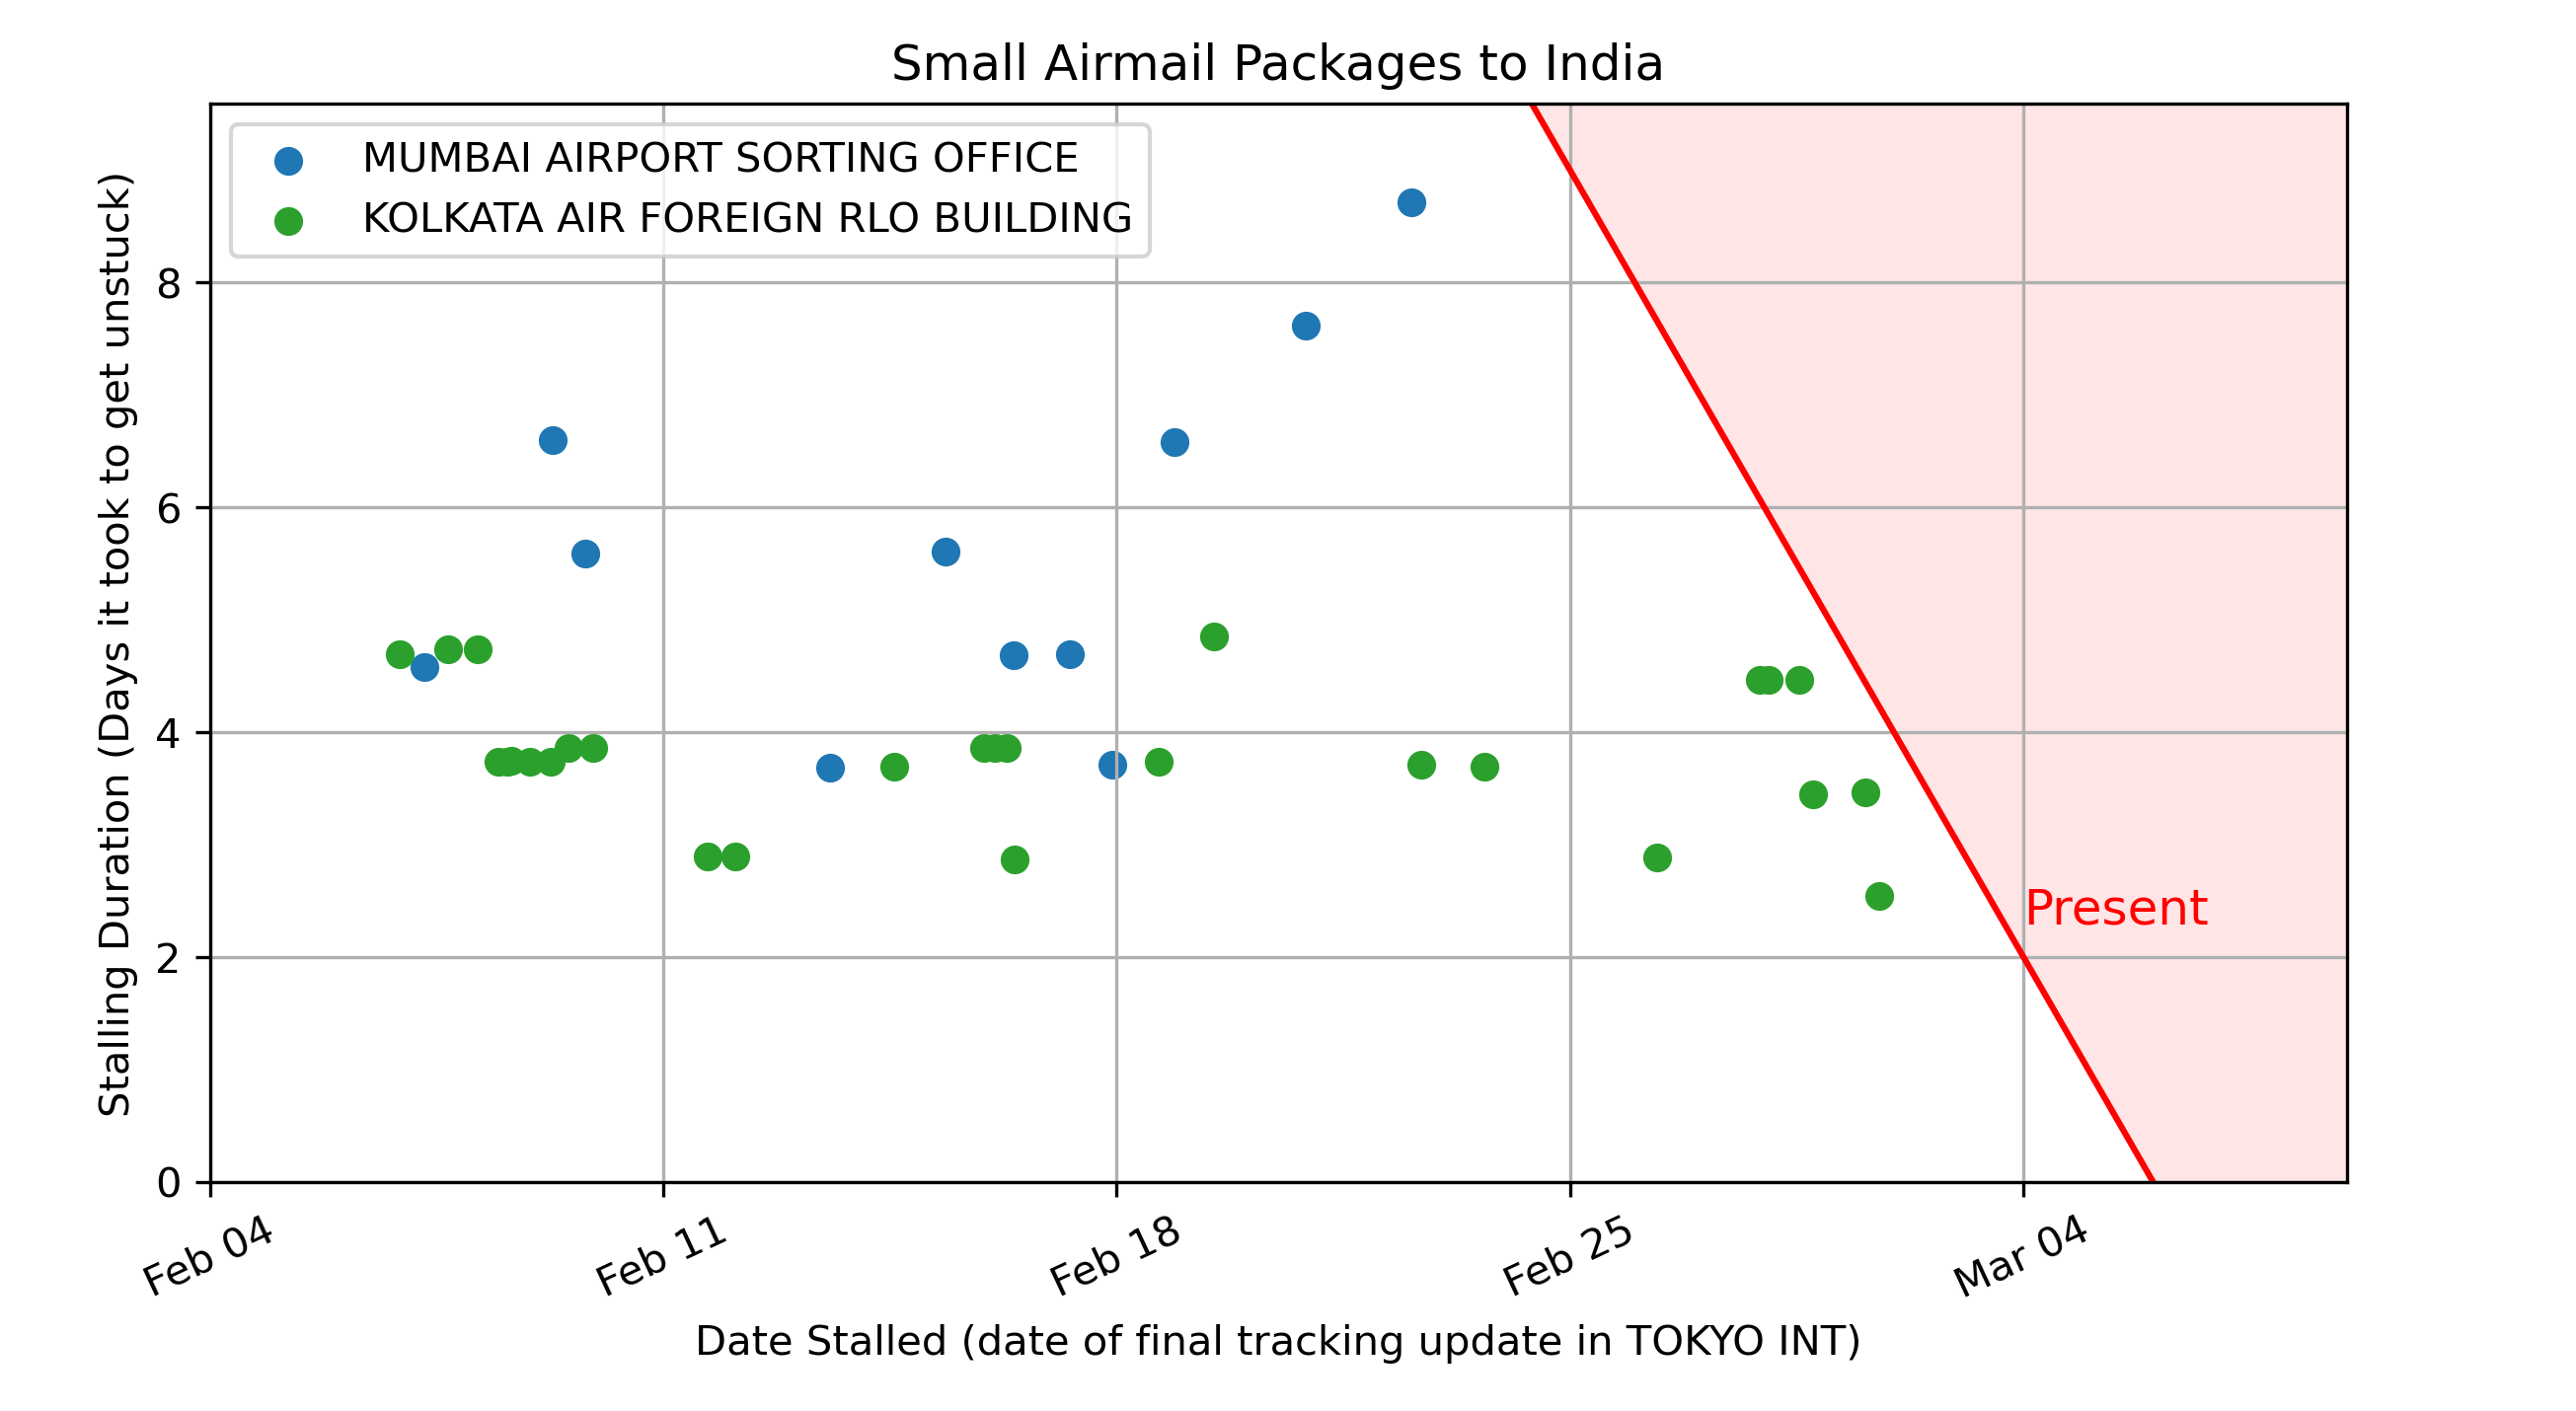 Small Airmail Packages to India
MUMBAI AIRPORT SORTING OFFICE
KOLKATA AIR FOREIGN RLO BUILDING
Stalling Duration (Days it took to get unstuck)
8
6
4
2
0
Present
Feb 04
Feb 11
Feb 18
Feb 25
Mar 04
Date Stalled (date of final tracking update in TOKYO INT)